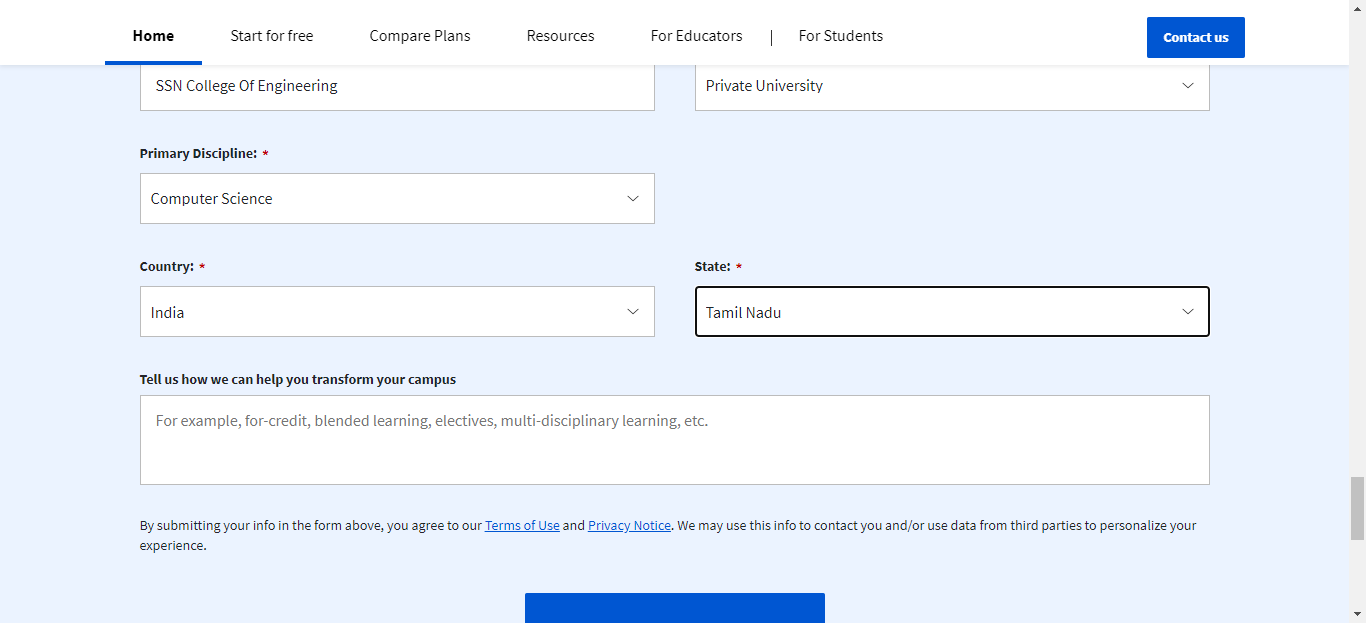 Home Start for free Compare Plans Resources For Educators | For Students Contact us
SSN College Of Engineering Private University
Primary Discipline: *
Computer Science
Country: * State: *
India Tamil Nadu
Tell us how we can help you transform your campus
For example, for-credit, blended learning, electives, multi-disciplinary learning, etc.
By submitting your info in the form above, you agree to our Terms of Use and Privacy Notice. We may use this info to contact you and/or use data from third parties to personalize your
experience.